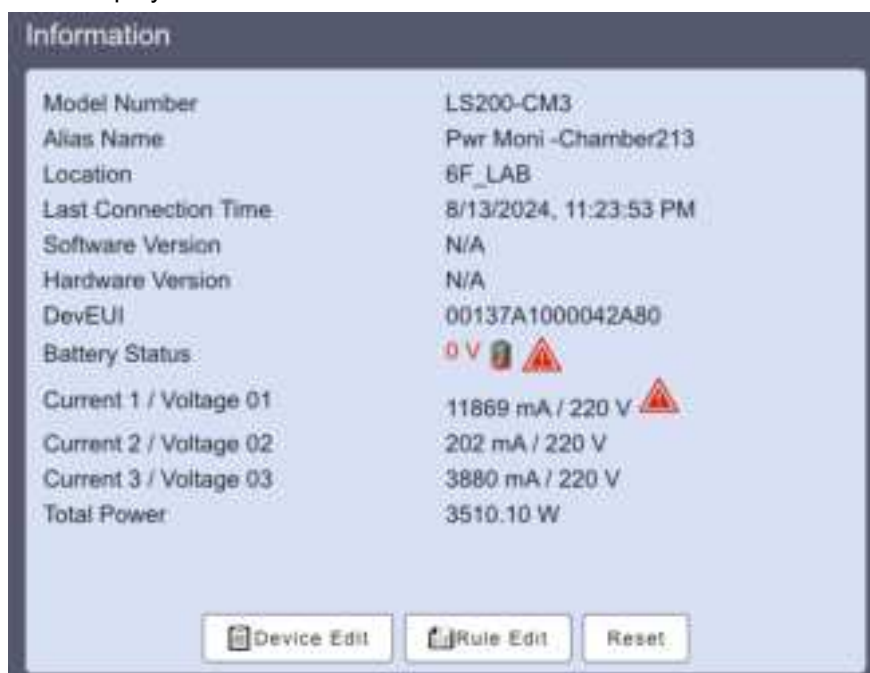 Information
Model Number LS200-CM3
Alias Name Pwr Moni -Chamber213
Location 6F_LAB
Last Connection Time 8/13/2024, 11:23:53 PM
Software Version N/A
Hardware Version N/A
DevEUI 00137A1000042A80
Battery Status 0 V
Current 1 / Voltage 01 11869 mA / 220 V
Current 2 / Voltage 02 202 mA / 220 V
Current 3 / Voltage 03 3880 mA / 220 V
Total Power 3510.10 W
Device Edit Rule Edit Reset